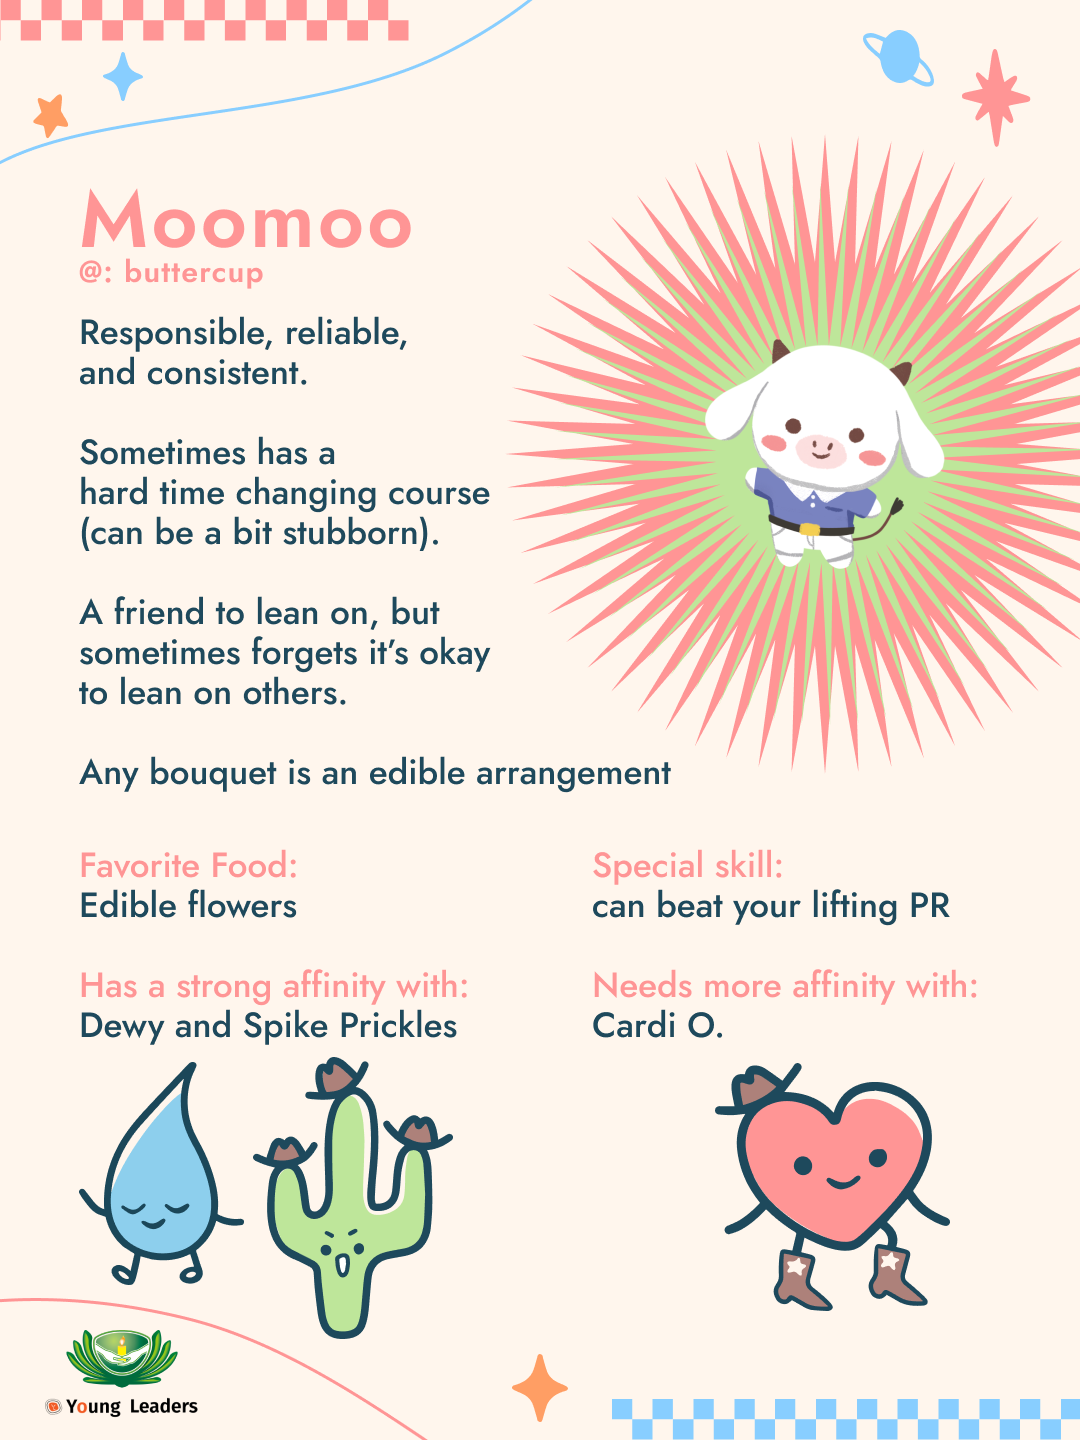 Moomoo
@: buttercup
Responsible, reliable,
and consistent.
Sometimes has a
hard time changing course
(can be a bit stubborn).
A friend to lean on, but
sometimes forgets it’s okay
to lean on others.
Any bouquet is an edible arrangement
Favorite Food:
Edible flowers
Special skill:
can beat your lifting PR
Has a strong affinity with:
Dewy and Spike Prickles
Needs more affinity with:
Cardi O.
Young Leaders